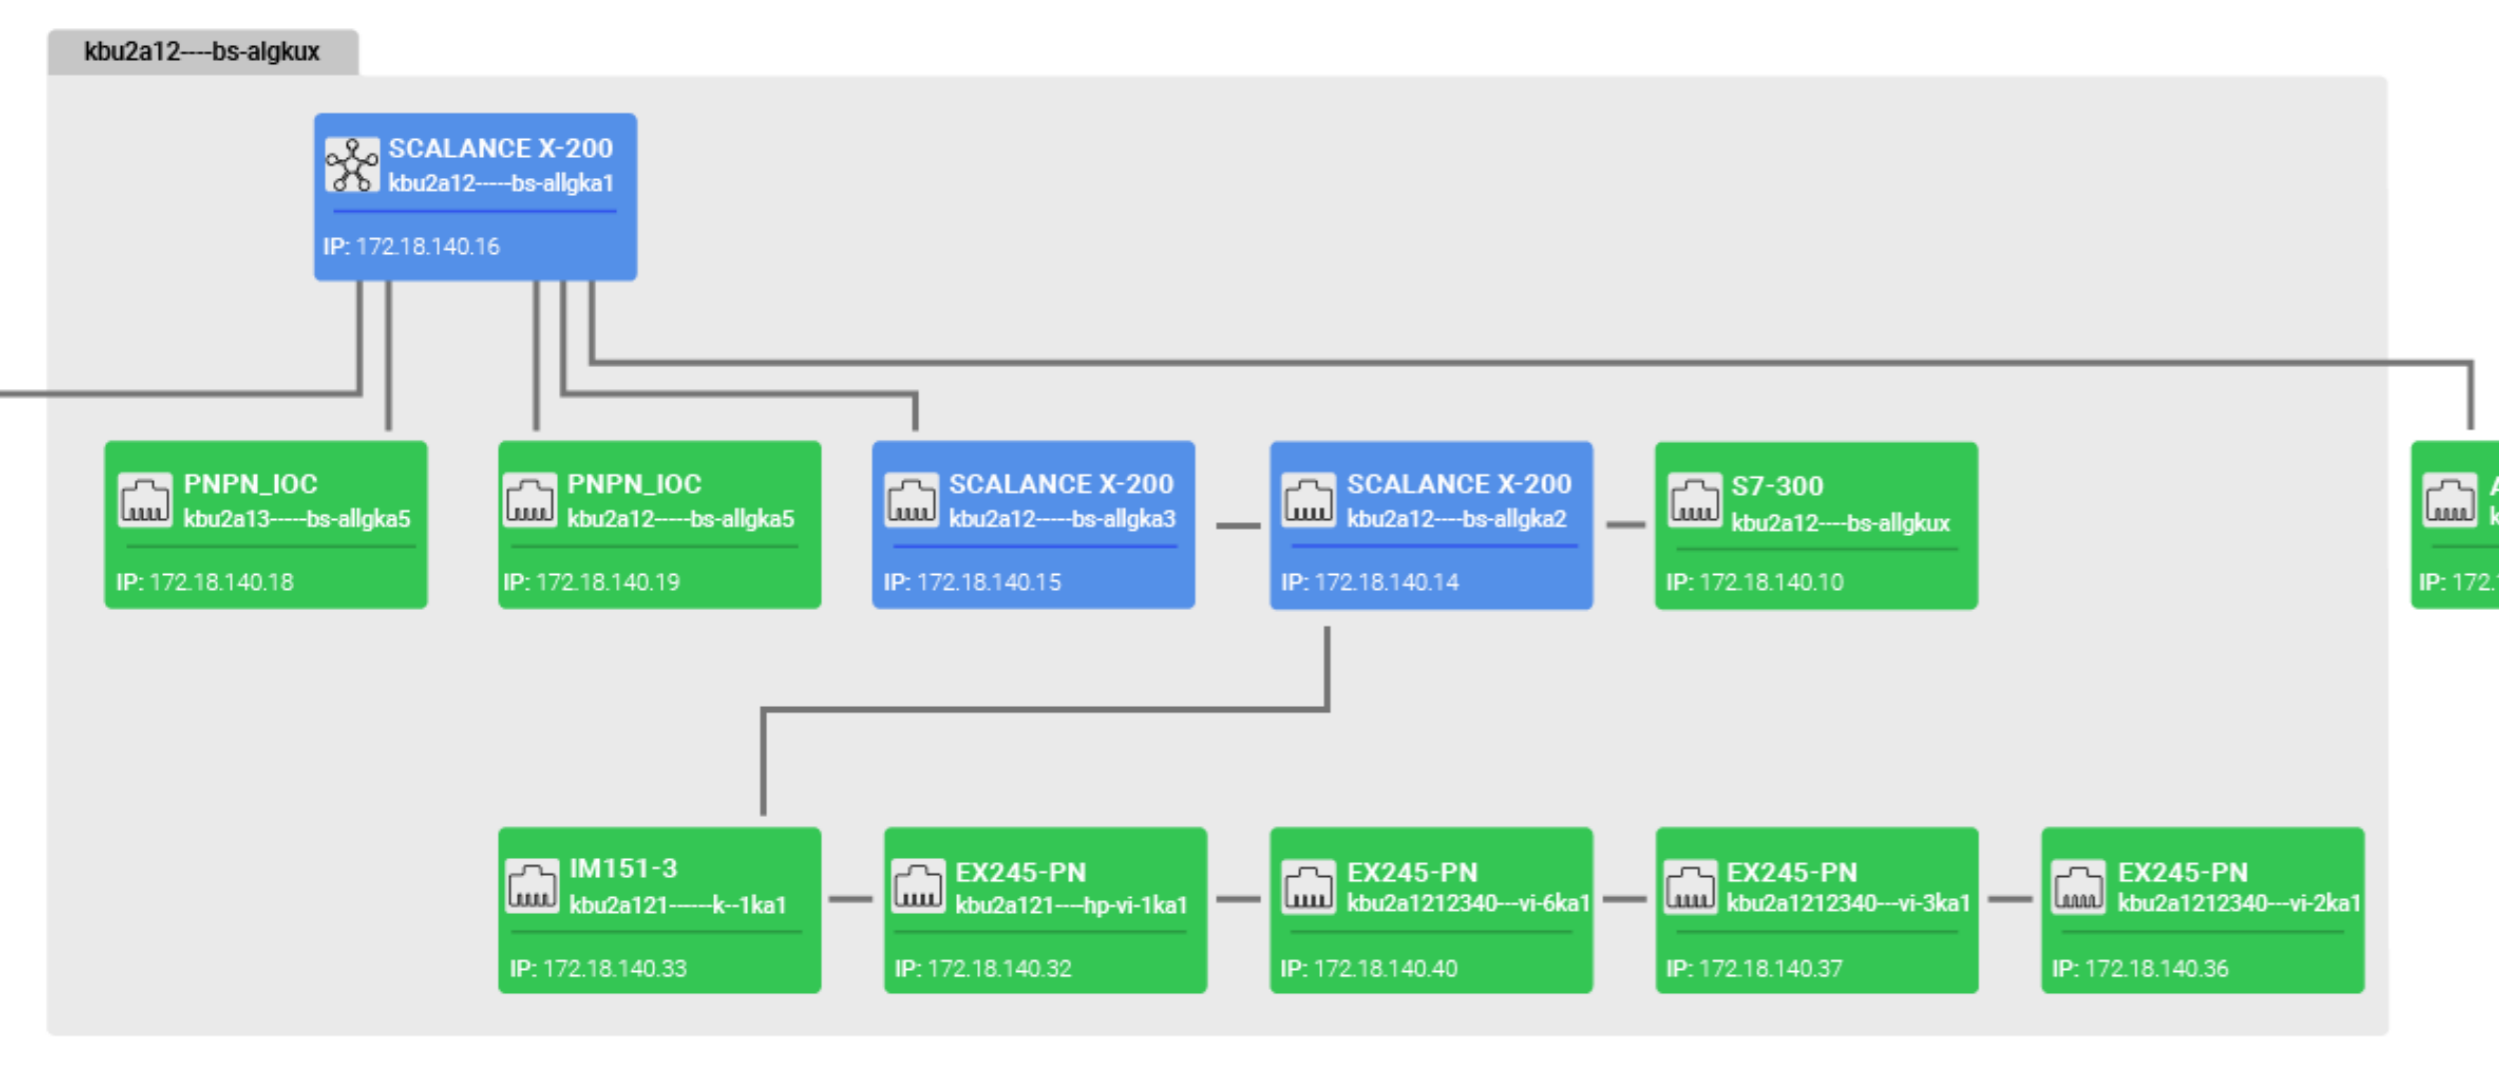 kbu2a12----bs-algkux
SCALANCE X-200
kbu2a12-----bs-allgka1
IP: 172.18.140.16
PNPN_IOC
kbu2a13-----bs-allgka5
IP: 172.18.140.18
PNPN_IOC
kbu2a12-----bs-allgka5
IP: 172.18.140.19
SCALANCE X-200
kbu2a12-----bs-allgka3
IP: 172.18.140.15
SCALANCE X-200
kbu2a12----bs-allgka2
IP: 172.18.140.14
S7-300
kbu2a12----bs-allgkux
IP: 172.18.140.10
IP: 172.
IM151-3
kbu2a121------k--1ka1
IP: 172.18.140.33
EX245-PN
kbu2a121----hp-vi-1ka1
IP: 172.18.140.32
EX245-PN
kbu2a1212340---vi-6ka1
IP: 172.18.140.40
EX245-PN
kbu2a1212340---vi-3ka1
IP: 172.18.140.37
EX245-PN
kbu2a1212340---vi-2ka1
IP: 172.18.140.36